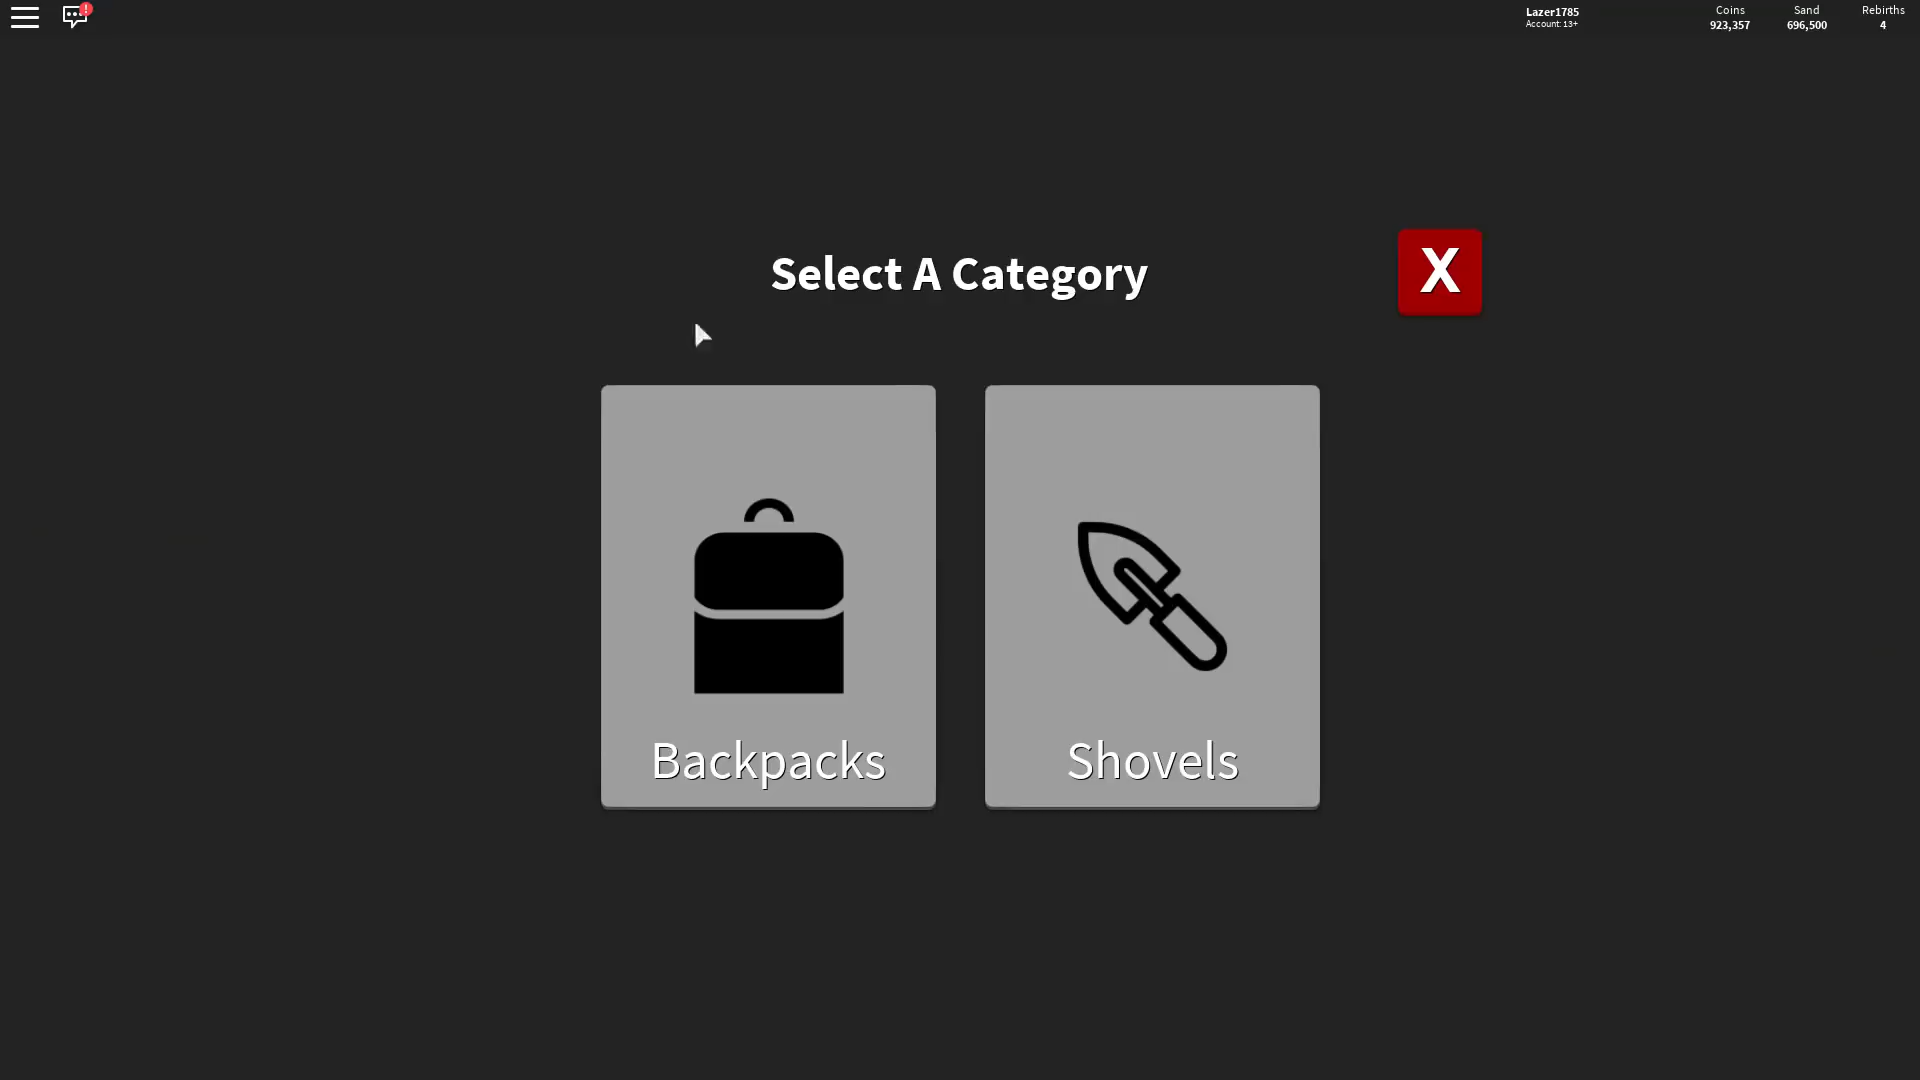 !
Lazer1785
Account: 13+
Coins
923,357
Sand
696,500
Rebirths
4
Select A Category
X
Backpacks
Shovels